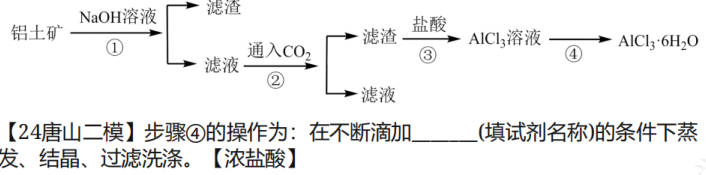 滤渣
铝土矿 NaOH溶液 ①
滤液 通入CO₂ ② 滤渣 盐酸 ③ AlCl₃溶液 ④ AlCl₃·6H₂O
滤液
【24唐山二模】步骤④的操作为：在不断滴加______(填试剂名称)的条件下蒸
发、结晶、过滤洗涤。【浓盐酸】